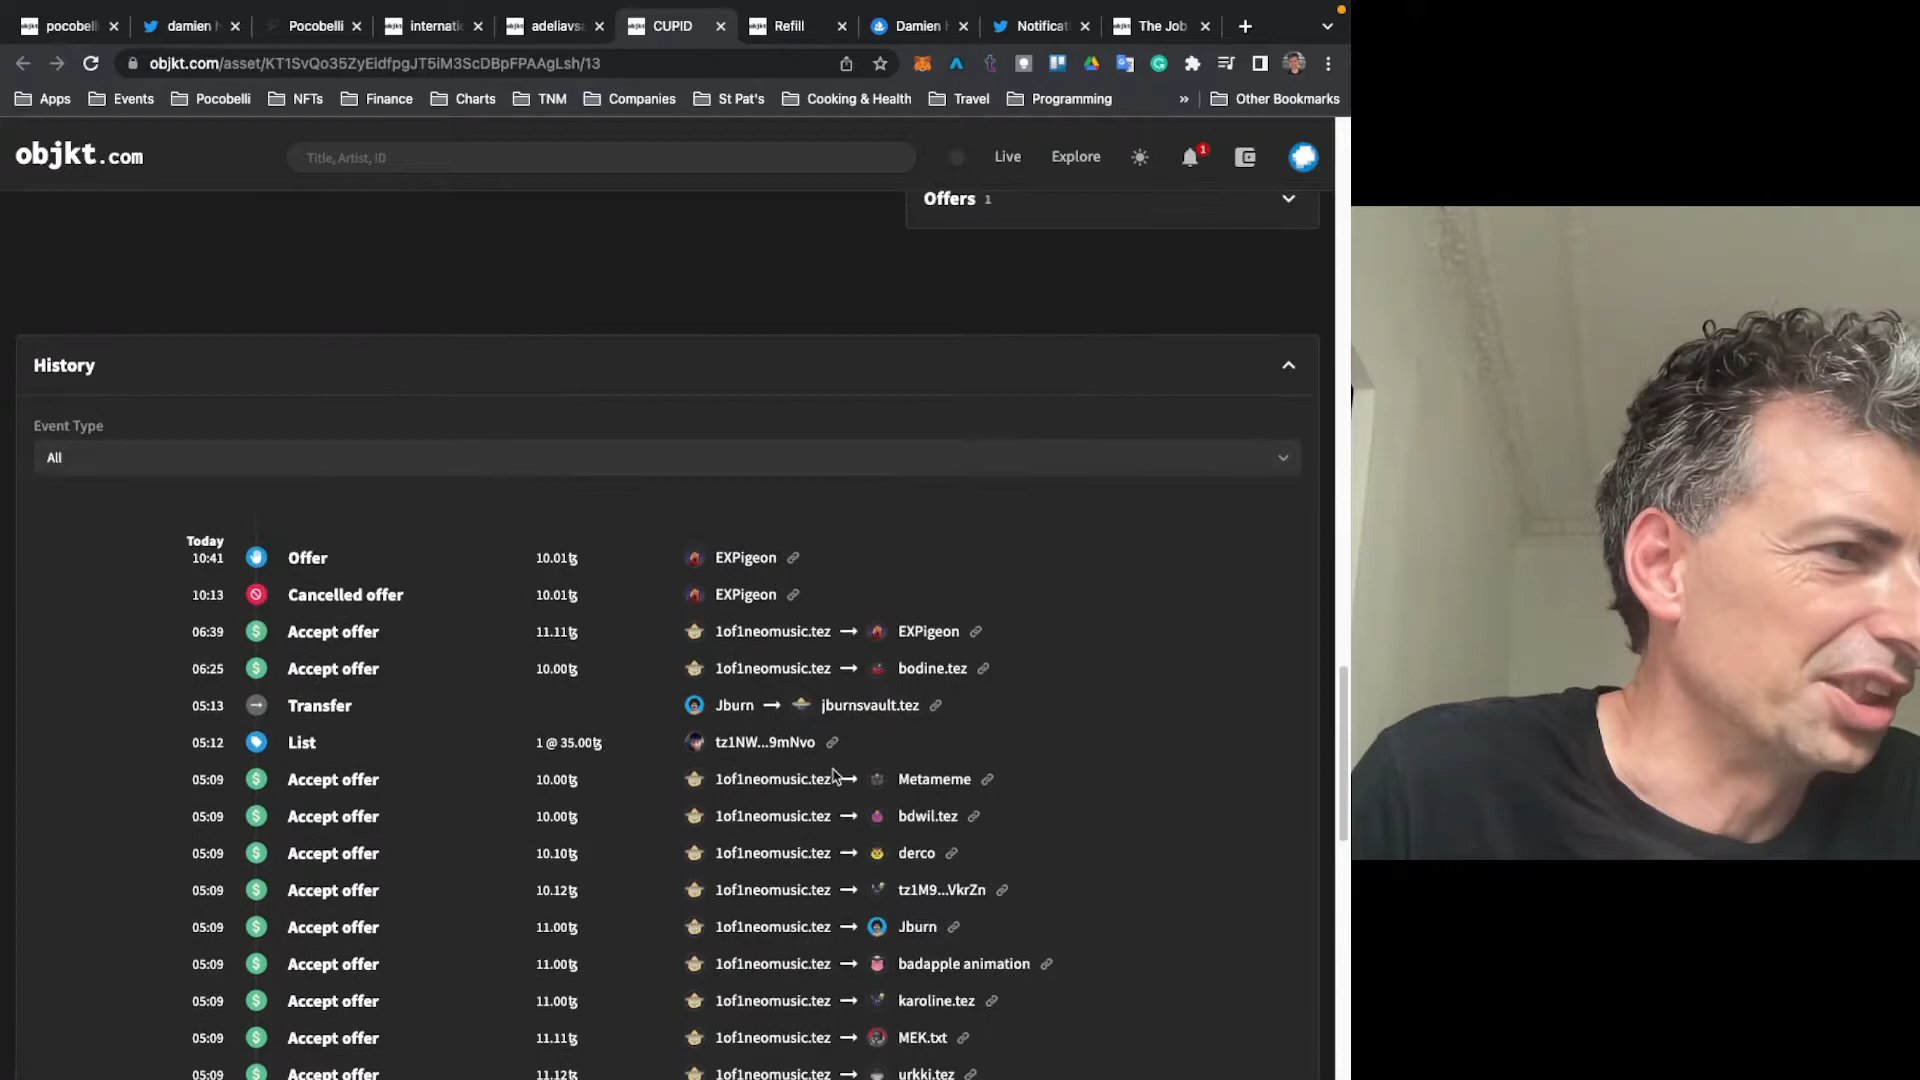 pocobelli
damien h
Pocobelli
internatic
adeliavsa
CUPID
Refill
Damien H
Notificati
The Job
objkt.com/asset/KT1SvQo35ZyEidfpgJT5iM3ScDBpFPAAgLsh/13
Apps Events Pocobelli NFTs Finance Charts TNM Companies St Pat's Cooking & Health Travel Programming » Other Bookmarks
objkt.com
Title, Artist, ID
Live Explore 1
Offers 1
History
Event Type
All
Today
10:41 Offer 10.01ꜩ EXPigeon
10:13 Cancelled offer 10.01ꜩ EXPigeon
06:39 Accept offer 11.11ꜩ 1of1neomusic.tez → EXPigeon
06:25 Accept offer 10.00ꜩ 1of1neomusic.tez → bodine.tez
05:13 Transfer Jburn → jburnsvault.tez
05:12 List 1 @ 35.00ꜩ tz1NW...9mNvo
05:09 Accept offer 10.00ꜩ 1of1neomusic.tez → Metameme
05:09 Accept offer 10.00ꜩ 1of1neomusic.tez → bdwil.tez
05:09 Accept offer 10.10ꜩ 1of1neomusic.tez → derco
05:09 Accept offer 10.12ꜩ 1of1neomusic.tez → tz1M9...VkrZn
05:09 Accept offer 11.00ꜩ 1of1neomusic.tez → Jburn
05:09 Accept offer 11.00ꜩ 1of1neomusic.tez → badapple animation
05:09 Accept offer 11.00ꜩ 1of1neomusic.tez → karoline.tez
05:09 Accept offer 11.11ꜩ 1of1neomusic.tez → MEK.txt
05:09 Accept offer 11.12ꜩ 1of1neomusic.tez → urkki.tez